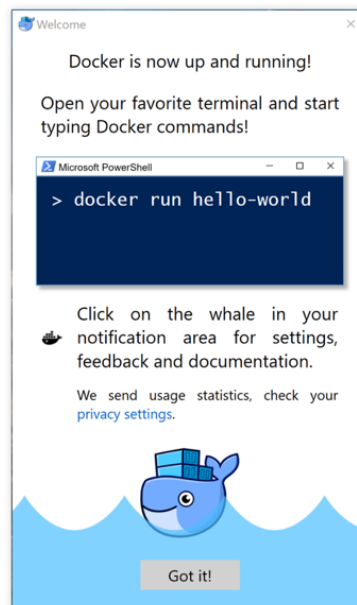 Welcome
Docker is now up and running!
Open your favorite terminal and start
typing Docker commands!
Microsoft PowerShell
> docker run hello-world
Click on the whale in your
notification area for settings,
feedback and documentation.
We send usage statistics, check your
privacy settings.
Got it!